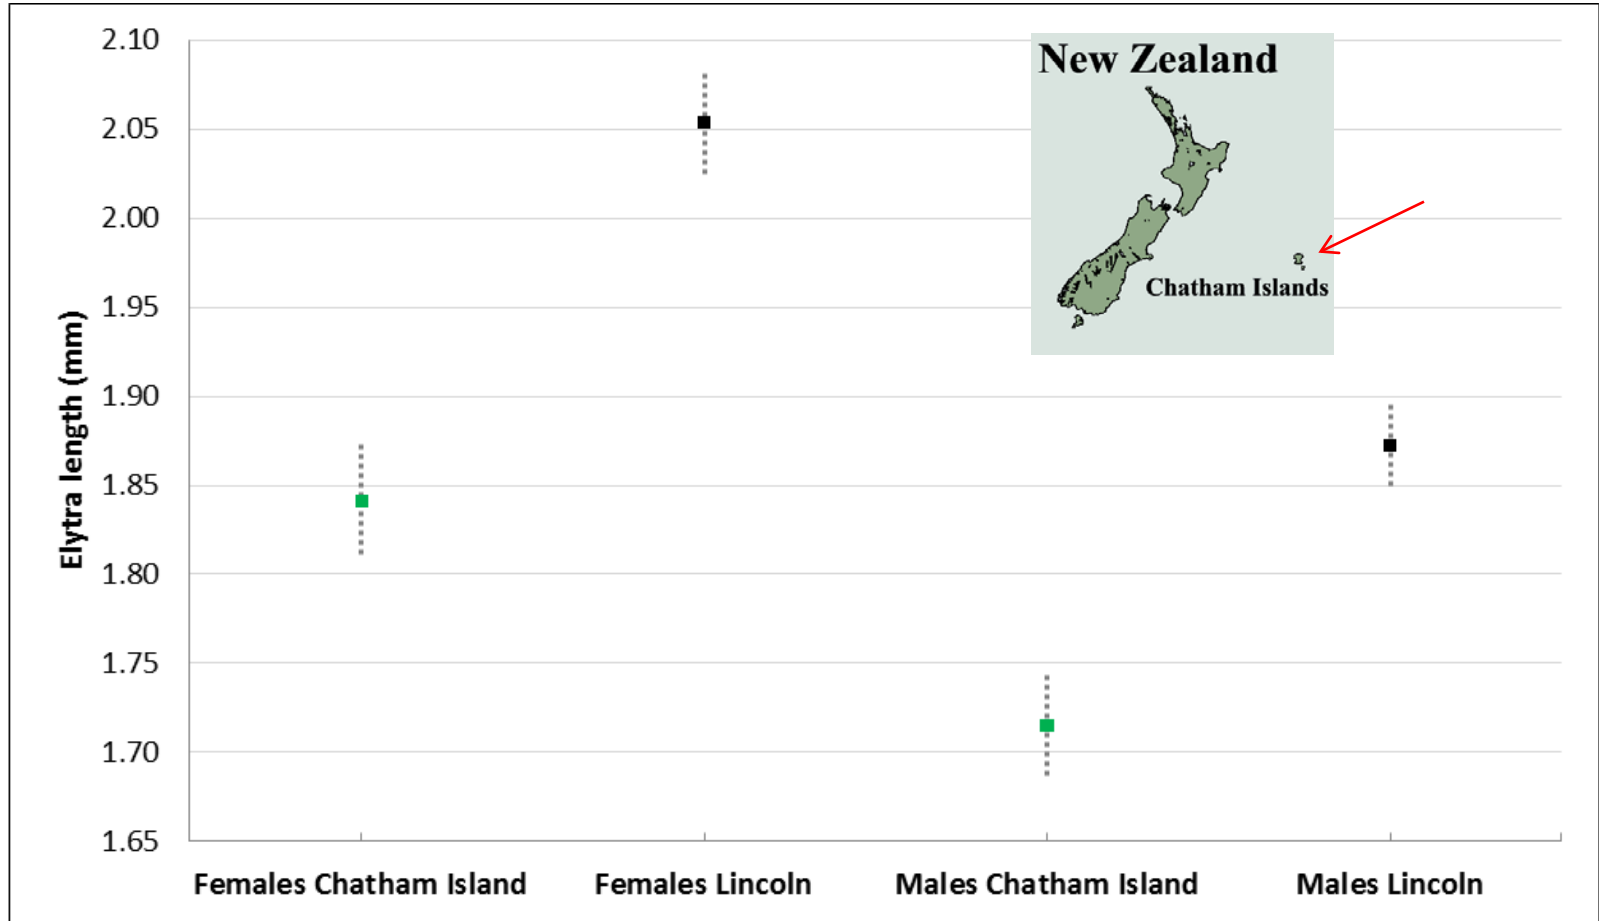 2.10
2.05
2.00
1.95
1.90
1.85
1.80
1.75
1.70
1.65
Elytra length (mm)
New Zealand
Chatham Islands
Females Chatham Island
Females Lincoln
Males Chatham Island
Males Lincoln